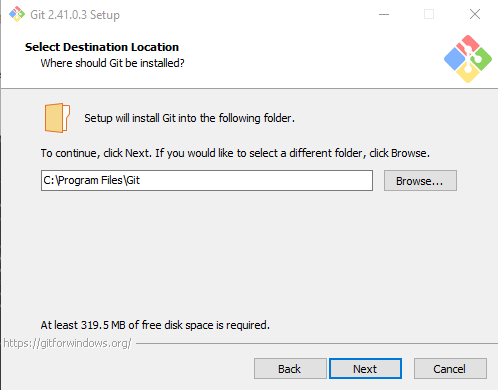 Git 2.41.0.3 Setup
Select Destination Location
Where should Git be installed?
Setup will install Git into the following folder.
To continue, click Next. If you would like to select a different folder, click Browse.
C:\Program Files\Git
Browse...
At least 319.5 MB of free disk space is required.
https://gitforwindows.org/
Back
Next
Cancel